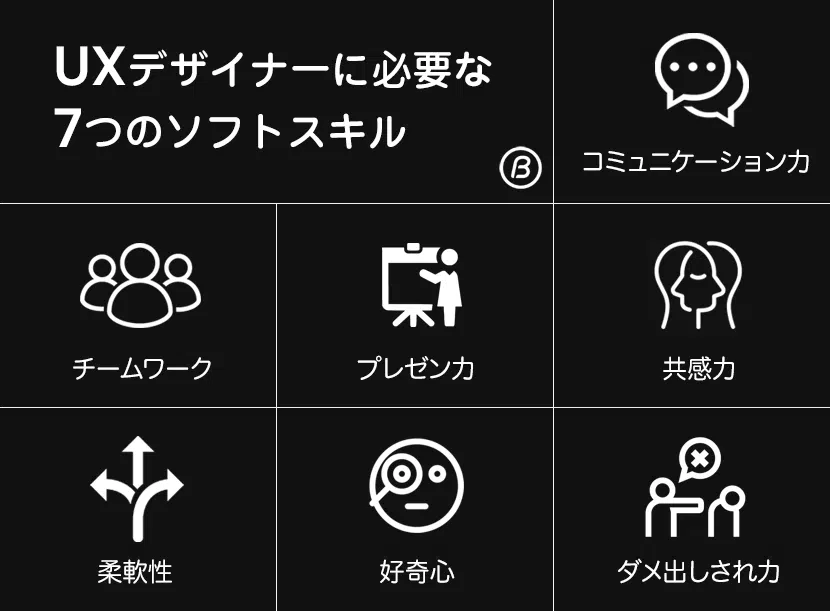 UXデザイナーに必要な
7つのソフトスキル
B
コミュニケーション力
チームワーク
プレゼン力
共感力
柔軟性
好奇心
ダメ出しされ力